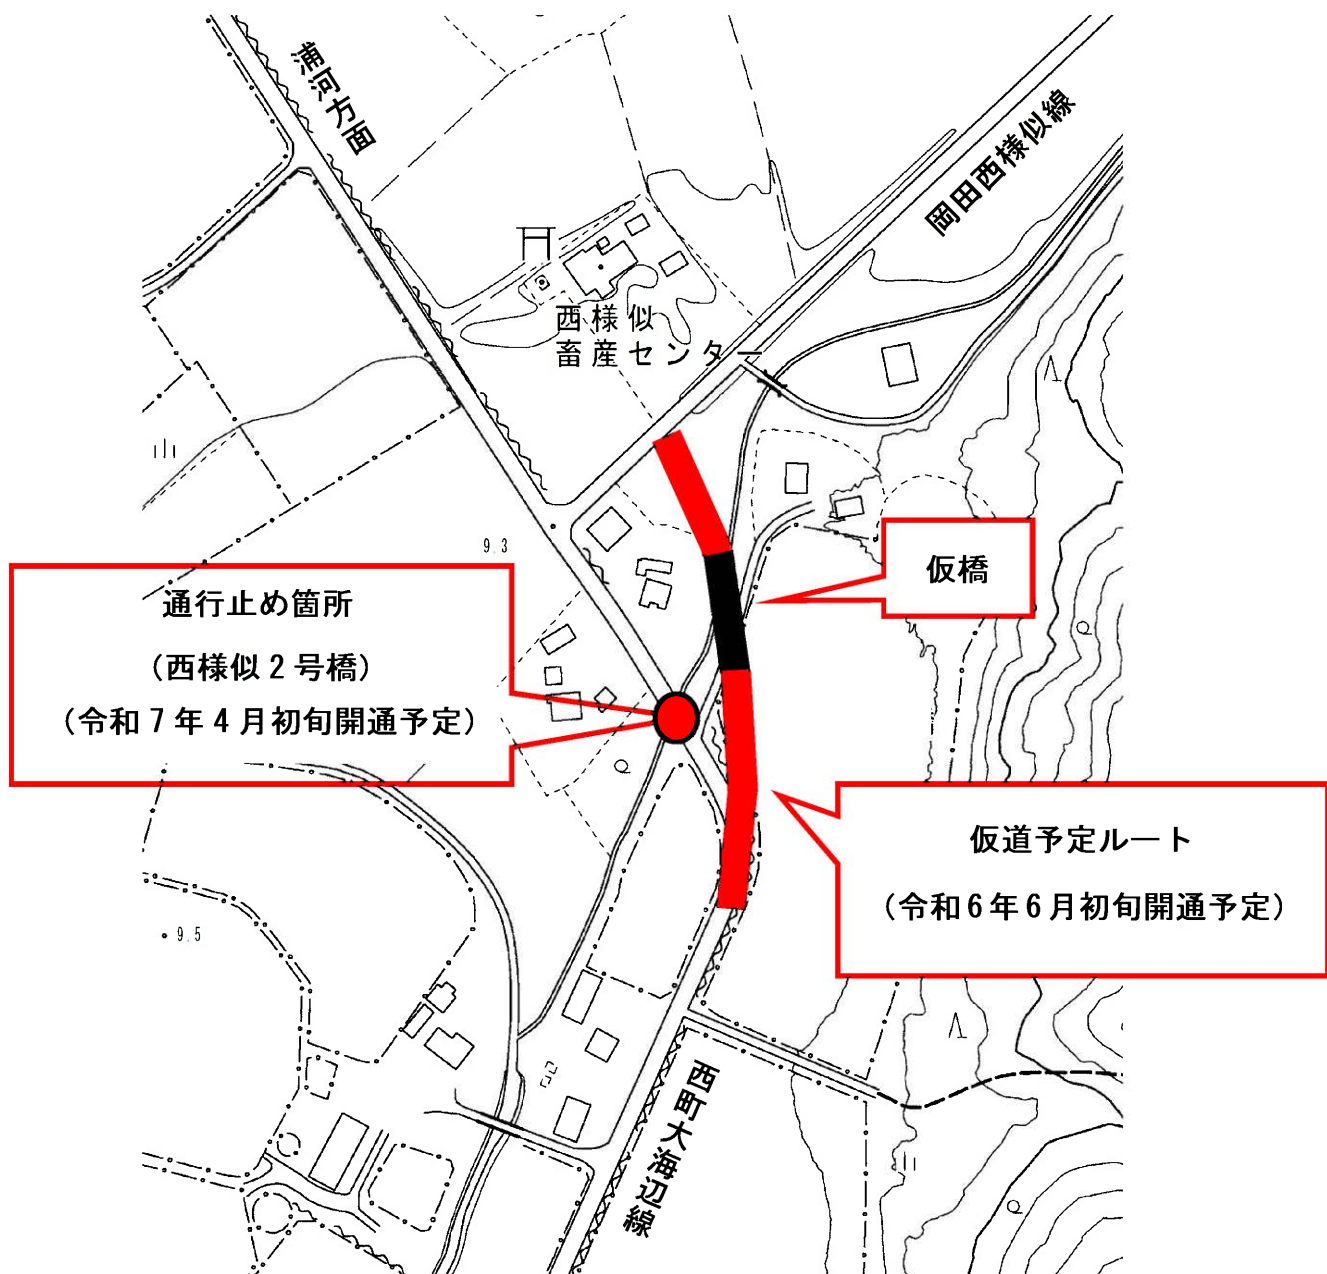 浦河方面
岡田西様似線
西様似
畜産センター
9.3
仮橋
通行止め箇所
（西様似2号橋）
（令和7年4月初旬開通予定）
仮道予定ルート
（令和6年6月初旬開通予定）
9.5
西町大海辺線